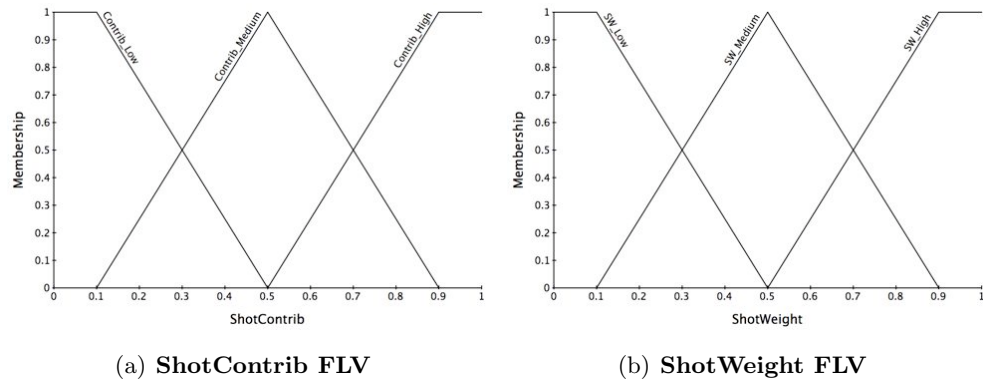 1
0.9
0.8
0.7
0.6
0.5
0.4
0.3
0.2
0.1
0
Membership
Contrib_Low
Contrib_Medium
Contrib_High
0 0.1 0.2 0.3 0.4 0.5 0.6 0.7 0.8 0.9 1
ShotContrib
(a) ShotContrib FLV
1
0.9
0.8
0.7
0.6
0.5
0.4
0.3
0.2
0.1
0
Membership
SW_Low
SW_Medium
SW_High
0 0.1 0.2 0.3 0.4 0.5 0.6 0.7 0.8 0.9 1
ShotWeight
(b) ShotWeight FLV